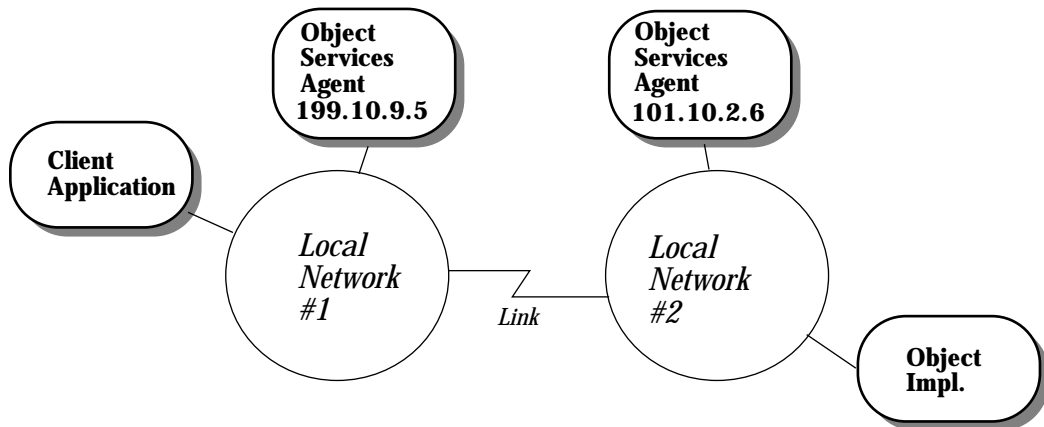 Object
Services
Agent
199.10.9.5
Object
Services
Agent
101.10.2.6
Client
Application
Local
Network
#1
Link
Local
Network
#2
Object
Impl.